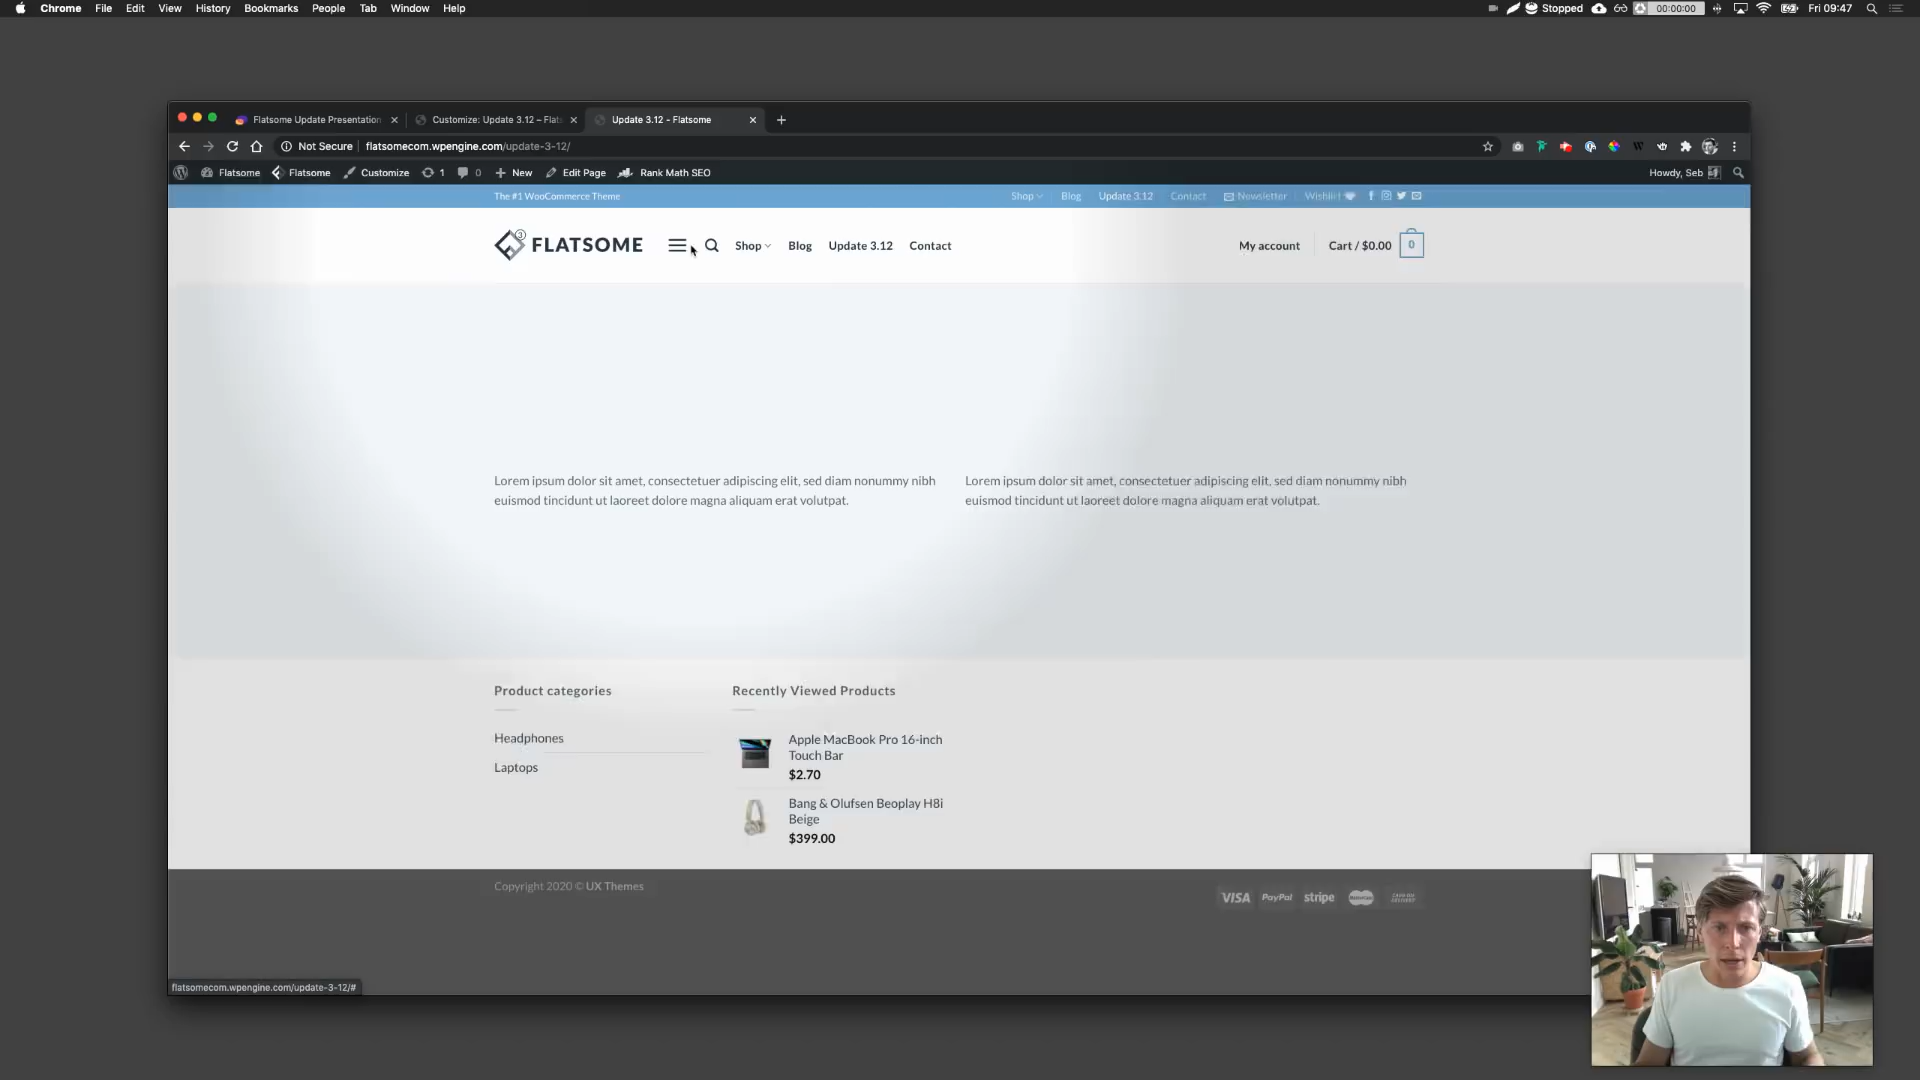 Chrome File Edit View History Bookmarks People Tab Window Help
Stopped 00:00:00 Fri 09:47
Flatsome Update Presentation
Customize: Update 3.12 – Flats
Update 3.12 - Flatsome
Not Secure flatsomecom.wpengine.com/update-3-12/
Flatsome Flatsome Customize 1 0 New Edit Page Rank Math SEO Howdy, Seb
The #1 WooCommerce Theme Shop Blog Update 3.12 Contact Newsletter Wishlist
3 FLATSOME Shop Blog Update 3.12 Contact My account Cart / $0.00 0
Lorem ipsum dolor sit amet, consectetuer adipiscing elit, sed diam nonummy nibh
euismod tincidunt ut laoreet dolore magna aliquam erat volutpat.
Lorem ipsum dolor sit amet, consectetuer adipiscing elit, sed diam nonummy nibh
euismod tincidunt ut laoreet dolore magna aliquam erat volutpat.
Product categories
Headphones
Laptops
Recently Viewed Products
Apple MacBook Pro 16-inch
Touch Bar
$2.70
Bang & Olufsen Beoplay H8i
Beige
$399.00
Copyright 2020 © UX Themes
VISA PayPal stripe MasterCard CASH ON DELIVERY
flatsomecom.wpengine.com/update-3-12/#